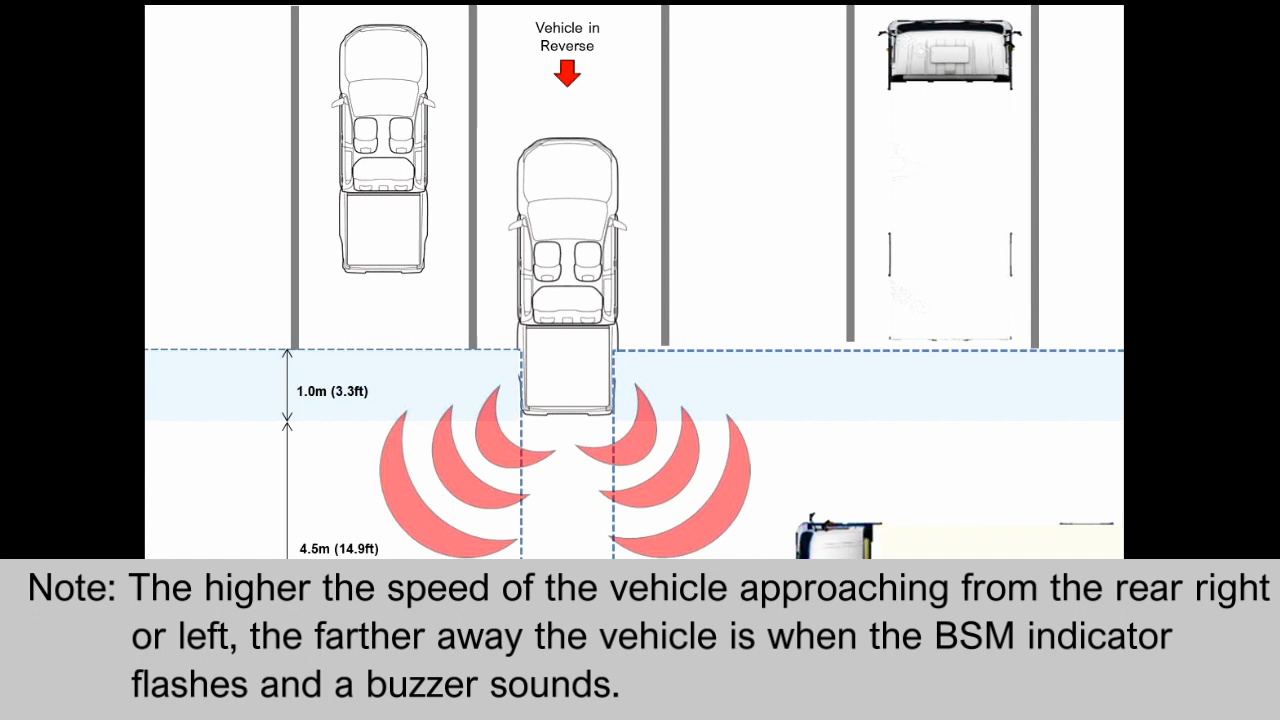 Vehicle in
Reverse
1.0m (3.3ft)
4.5m (14.9ft)
Note: The higher the speed of the vehicle approaching from the rear right
or left, the farther away the vehicle is when the BSM indicator
flashes and a buzzer sounds.